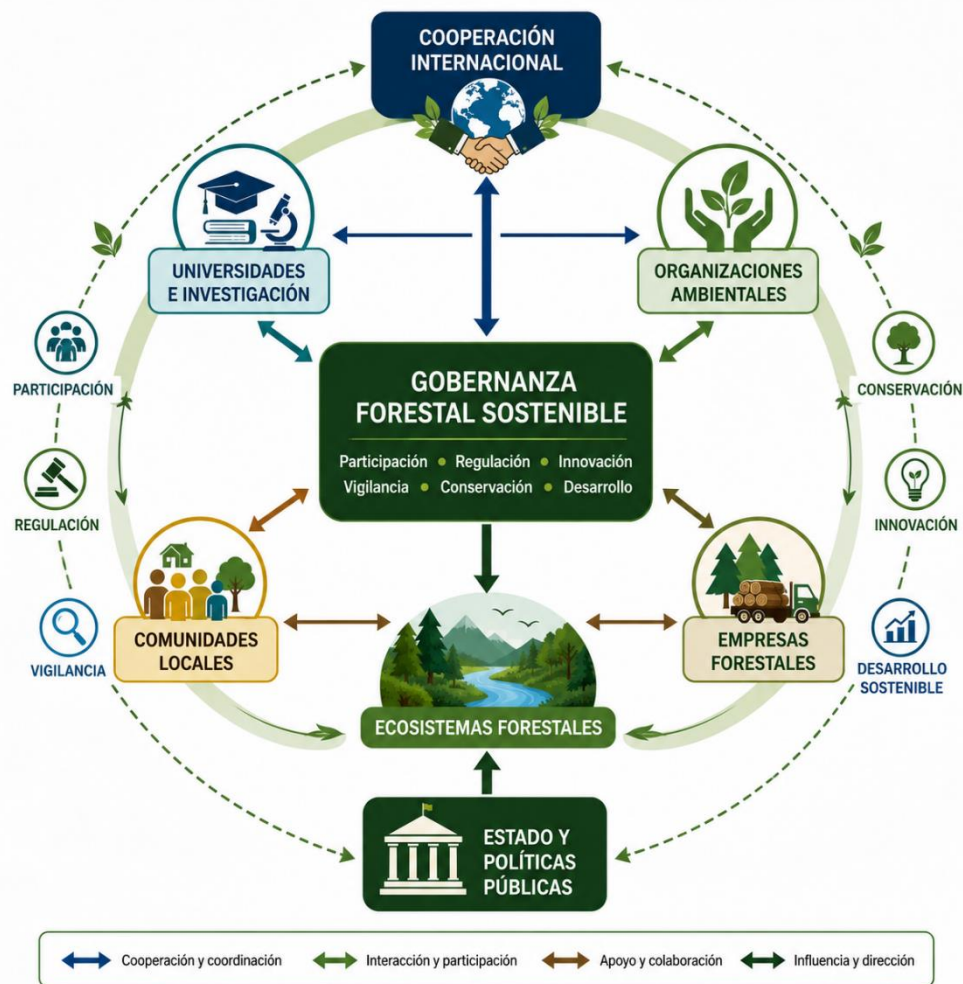 COOPERACIÓN
INTERNACIONAL
UNIVERSIDADES
E INVESTIGACIÓN
ORGANIZACIONES
AMBIENTALES
PARTICIPACIÓN
CONSERVACIÓN
GOBERNANZA
FORESTAL SOSTENIBLE
Participación • Regulación • Innovación
Vigilancia • Conservación • Desarrollo
REGULACIÓN
INNOVACIÓN
COMUNIDADES
LOCALES
EMPRESAS
FORESTALES
VIGILANCIA
DESARROLLO
SOSTENIBLE
ECOSISTEMAS FORESTALES
ESTADO Y
POLÍTICAS
PÚBLICAS
Cooperación y coordinación
Interacción y participación
Apoyo y colaboración
Influencia y dirección